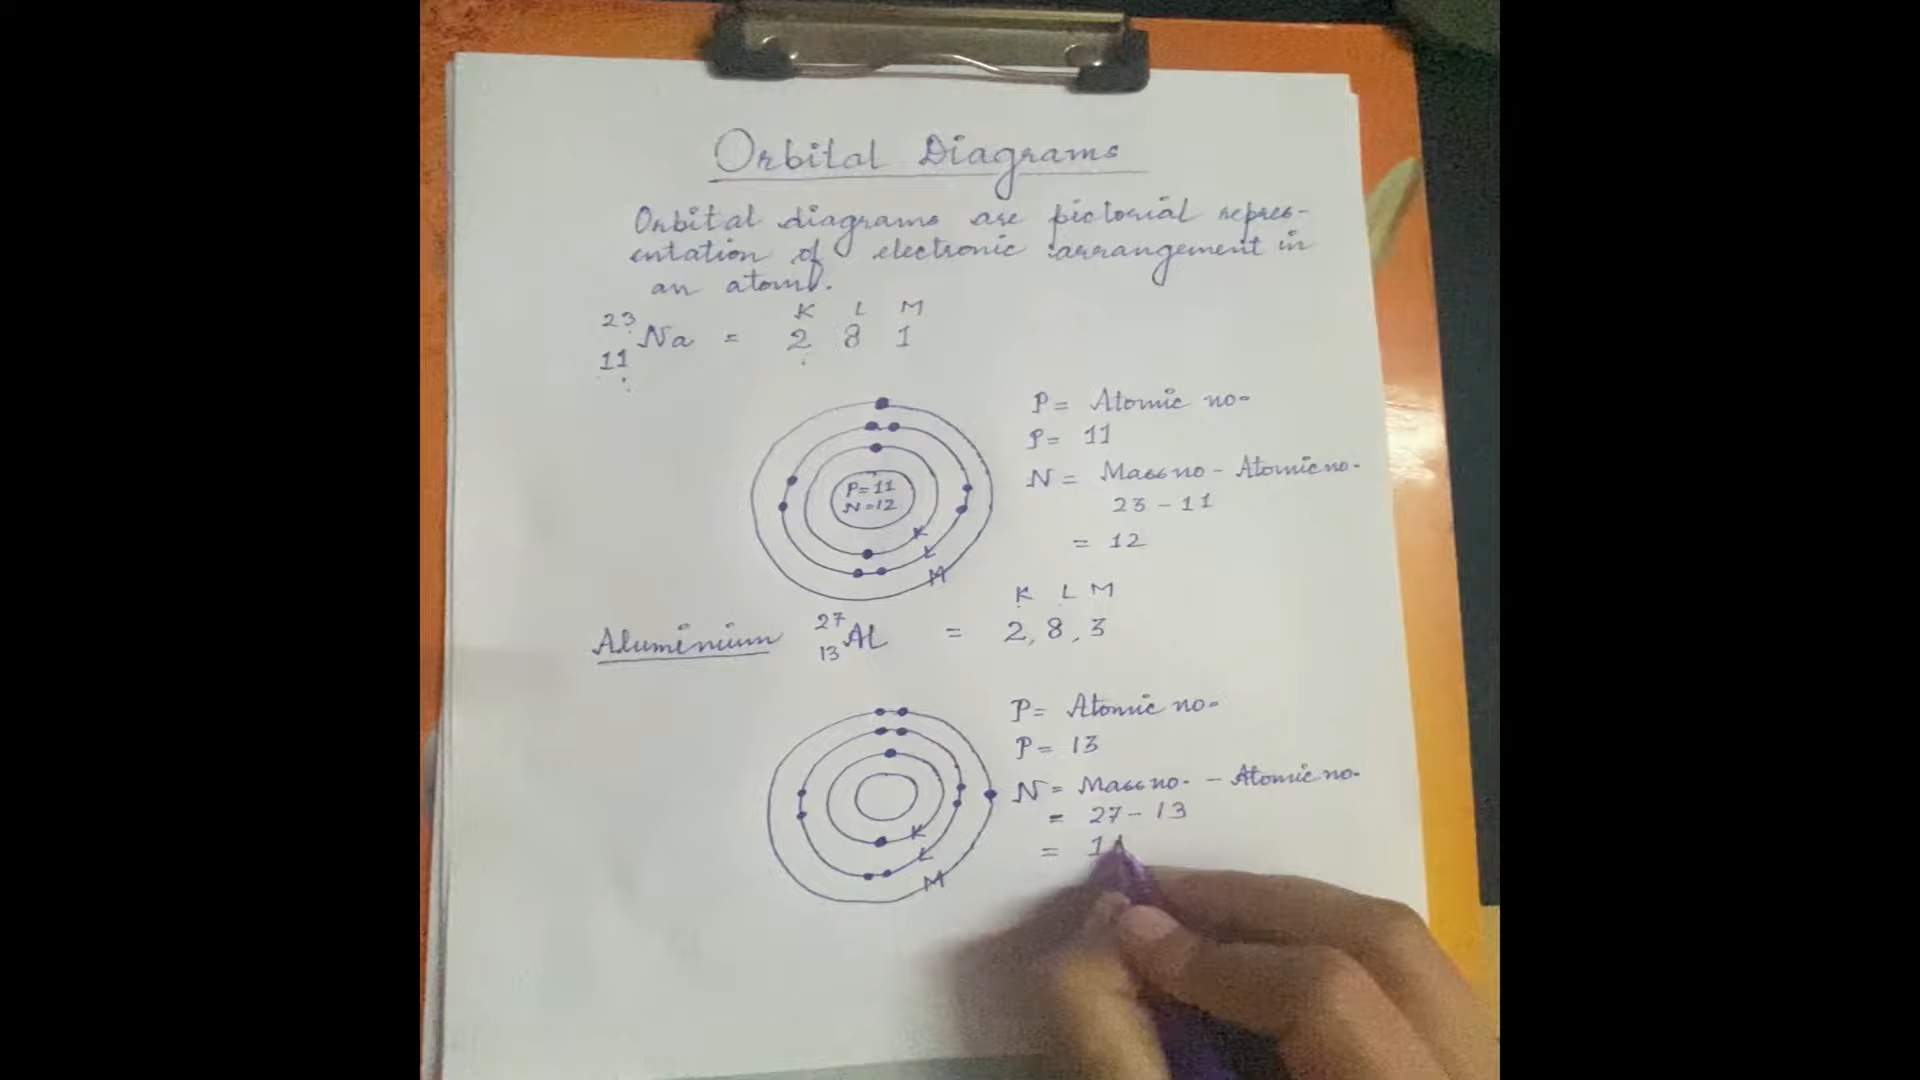 Orbital Diagrams
Orbital diagrams are pictorial repres-
entation of electronic arrangement in
an atom.
K L M
23
Na = 2 8 1
11
P = Atomic no.
P = 11
N = Mass no - Atomic no.
23 - 11
= 12
P = 11
N = 12
K
L
M
K L M
Aluminium 27 13 Al = 2, 8, 3
P = Atomic no.
P = 13
N = Mass no. - Atomic no.
= 27 - 13
= 1
K
L
M